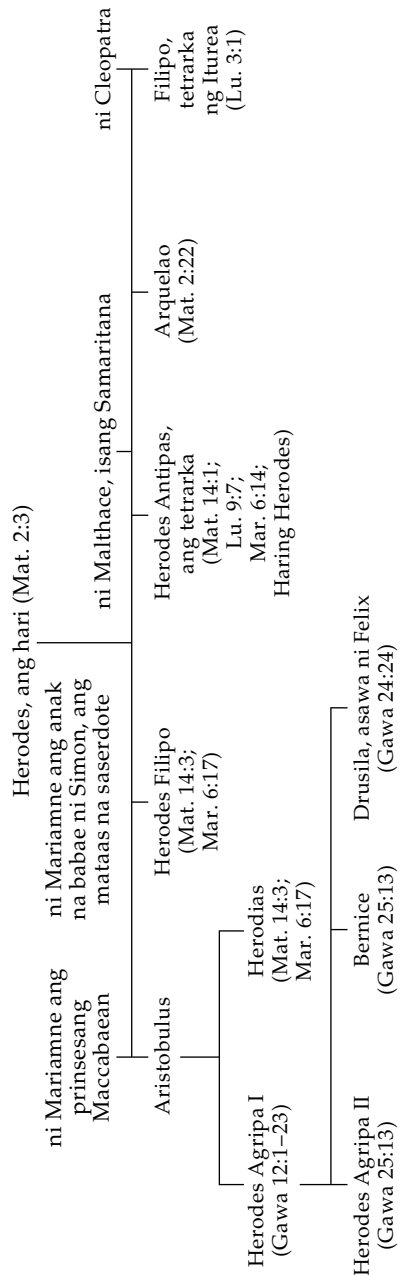 Herodes, ang hari (Mat. 2:3)
ni Mariamne ang
prinsesang
Maccabaean
ni Mariamne ang anak
na babae ni Simon, ang
mataas na saserdote
ni Malthace, isang Samaritana
ni Cleopatra
Aristobulus
Herodes Filipo
(Mat. 14:3;
Mar. 6:17)
Herodes Antipas,
ang tetrarka
(Mat. 14:1;
Lu. 9:7;
Mar. 6:14;
Haring Herodes)
Arquelao
(Mat. 2:22)
Filipo,
tetrarka
ng Iturea
(Lu. 3:1)
Herodes Agripa I
(Gawa 12:1–23)
Herodias
(Mat. 14:3;
Mar. 6:17)
Herodes Agripa II
(Gawa 25:13)
Bernice
(Gawa 25:13)
Drusila, asawa ni Felix
(Gawa 24:24)